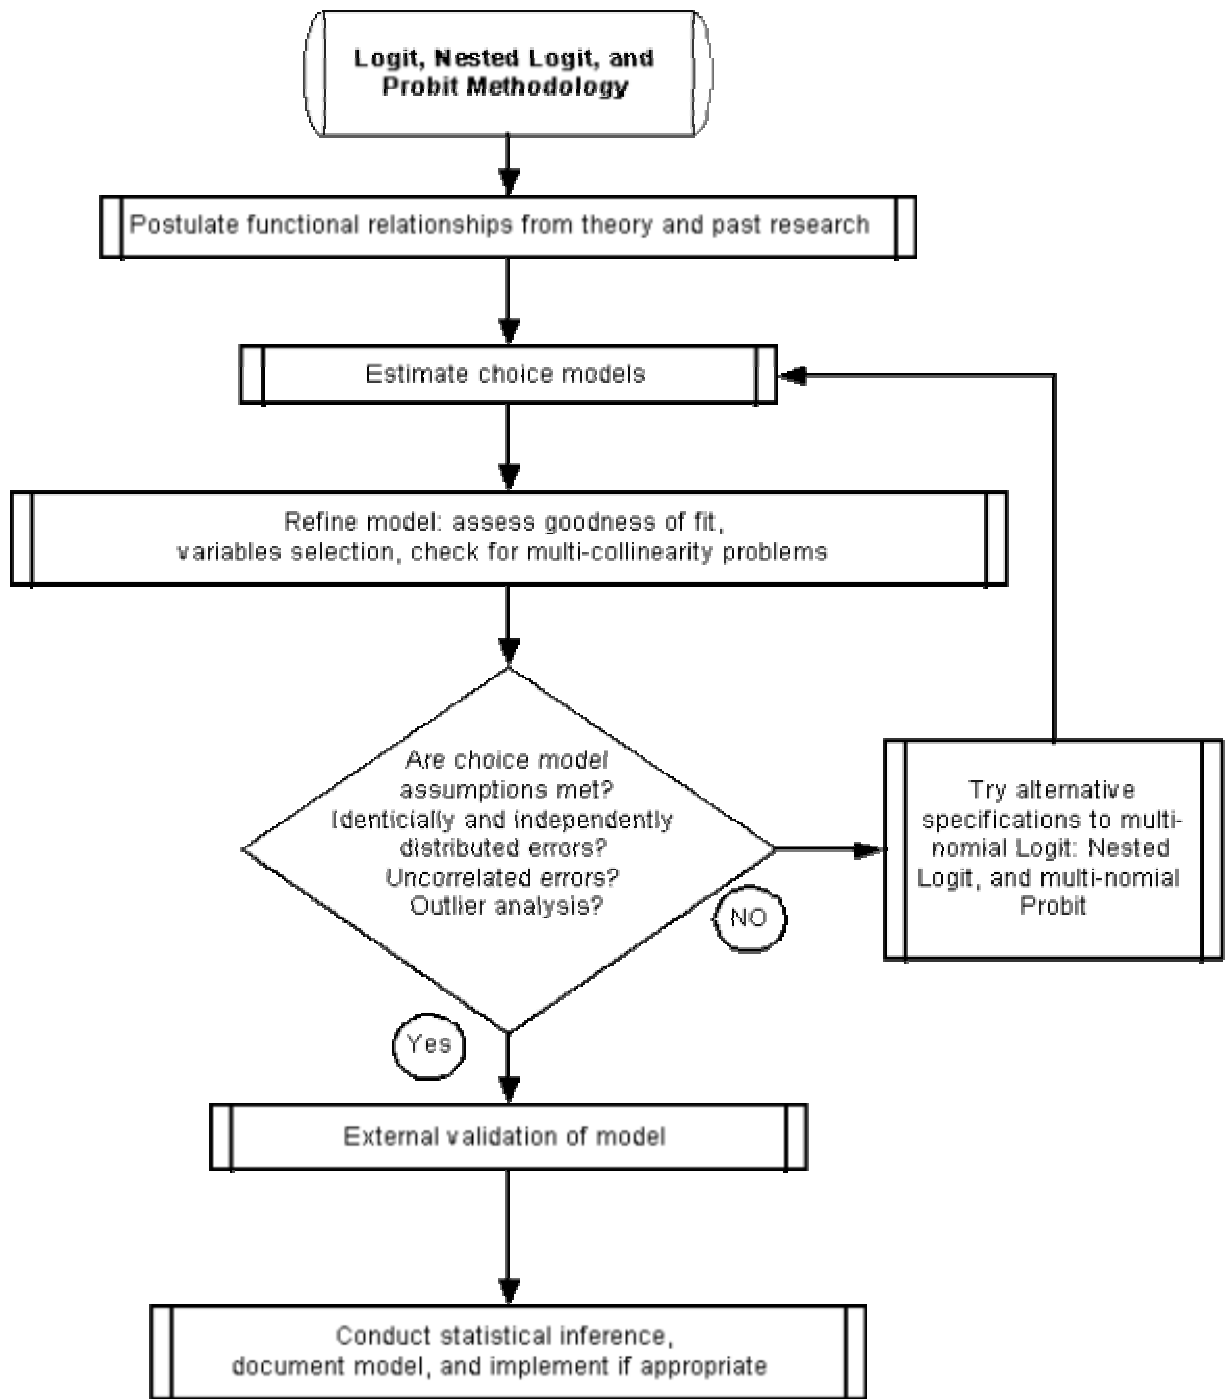 Logit, Nested Logit, and
Probit Methodology
Postulate functional relationships from theory and past research
Estimate choice models
Refine model: assess goodness of fit,
variables selection, check for multi-collinearity problems
Are choice model
assumptions met?
Identicially and independently
distributed errors?
Uncorrelated errors?
Outlier analysis?
NO
Try alternative
specifications to multi-
nomial Logit: Nested
Logit, and multi-nomial
Probit
Yes
External validation of model
Conduct statistical inference,
document model, and implement if appropriate